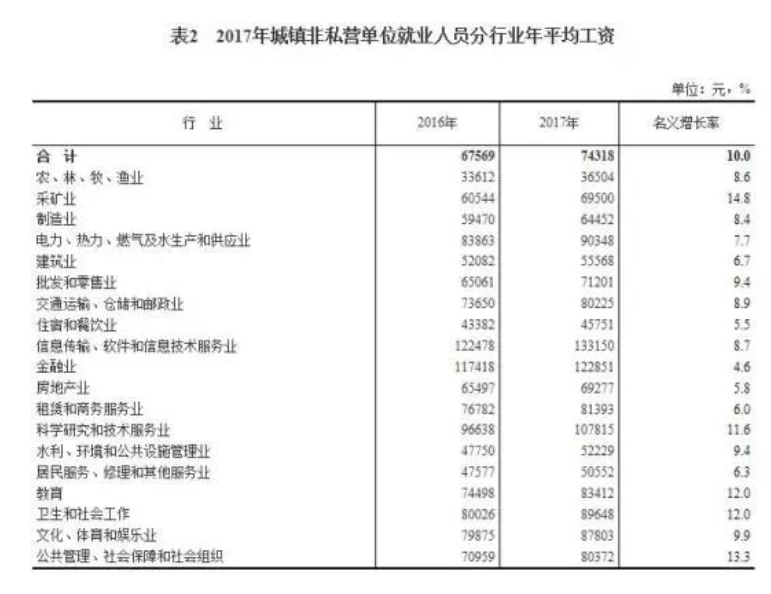 表2 2017年城镇非私营单位就业人员分行业年平均工资
单位：元，%
行 业 2016年 2017年 名义增长率
合 计 67569 74318 10.0
农、林、牧、渔业 33612 36504 8.6
采矿业 60544 69500 14.8
制造业 59470 64452 8.4
电力、热力、燃气及水生产和供应业 83863 90348 7.7
建筑业 52082 55568 6.7
批发和零售业 65061 71201 9.4
交通运输、仓储和邮政业 73650 80225 8.9
住宿和餐饮业 43382 45751 5.5
信息传输、软件和信息技术服务业 122478 133150 8.7
金融业 117418 122851 4.6
房地产业 65497 69277 5.8
租赁和商务服务业 76782 81393 6.0
科学研究和技术服务业 96638 107815 11.6
水利、环境和公共设施管理业 47750 52229 9.4
居民服务、修理和其他服务业 47577 50552 6.3
教育 74498 83412 12.0
卫生和社会工作 80026 89648 12.0
文化、体育和娱乐业 79875 87803 9.9
公共管理、社会保障和社会组织 70959 80372 13.3